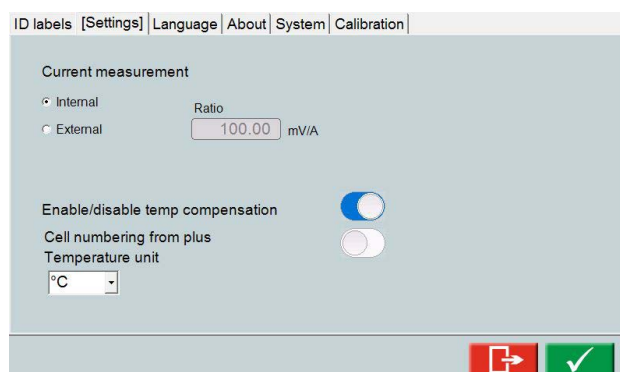 ID labels [Settings] Language About System Calibration
Current measurement
Internal
Ratio
External 100.00 mV/A
Enable/disable temp compensation
Cell numbering from plus
Temperature unit
°C